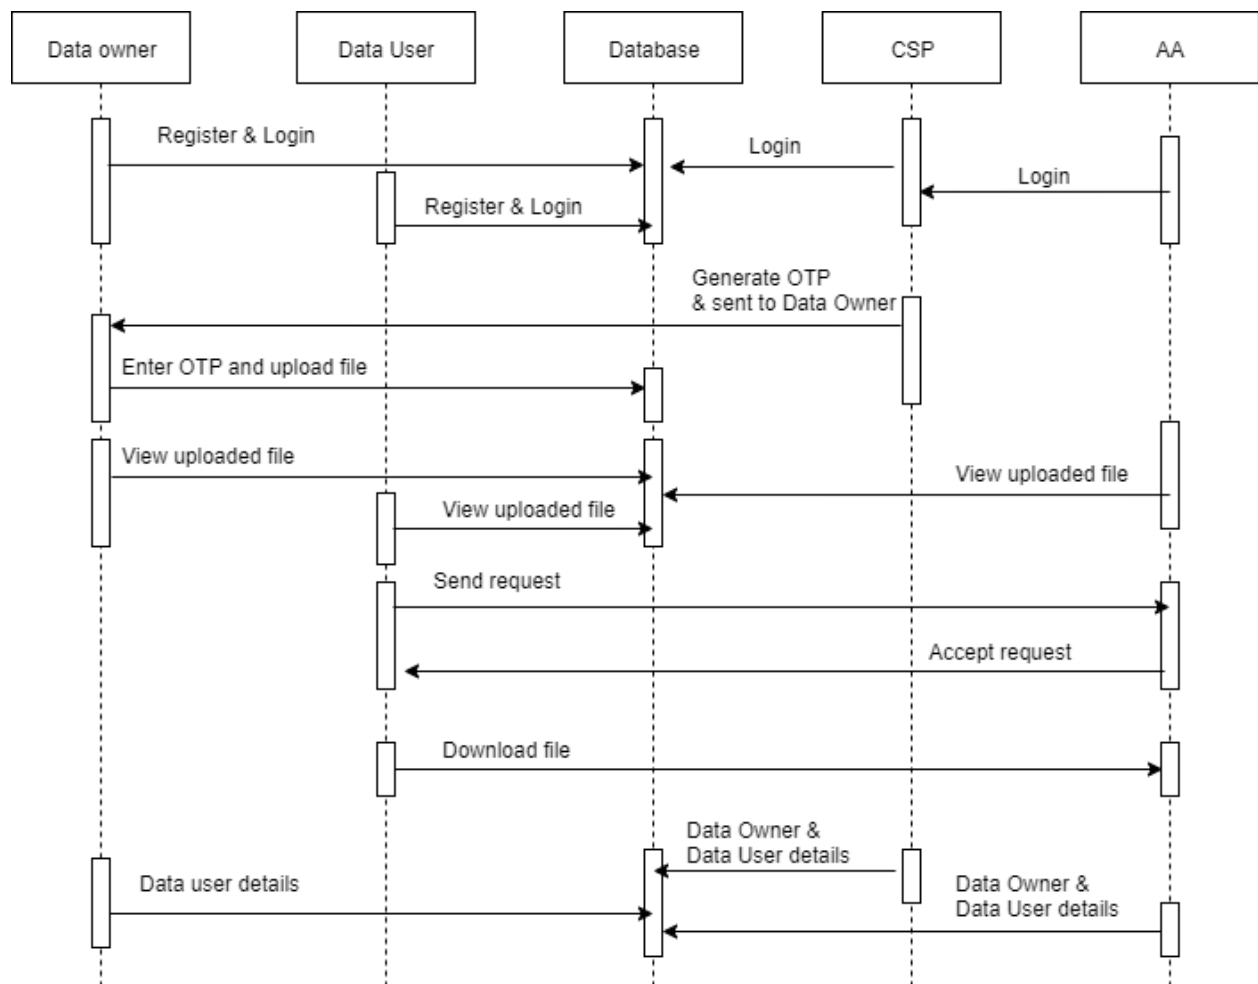 Data owner
Data User
Database
CSP
AA
Register & Login
Login
Login
Register & Login
Generate OTP
& sent to Data Owner
Enter OTP and upload file
View uploaded file
View uploaded file
View uploaded file
Send request
Accept request
Download file
Data Owner &
Data User details
Data user details
Data Owner &
Data User details